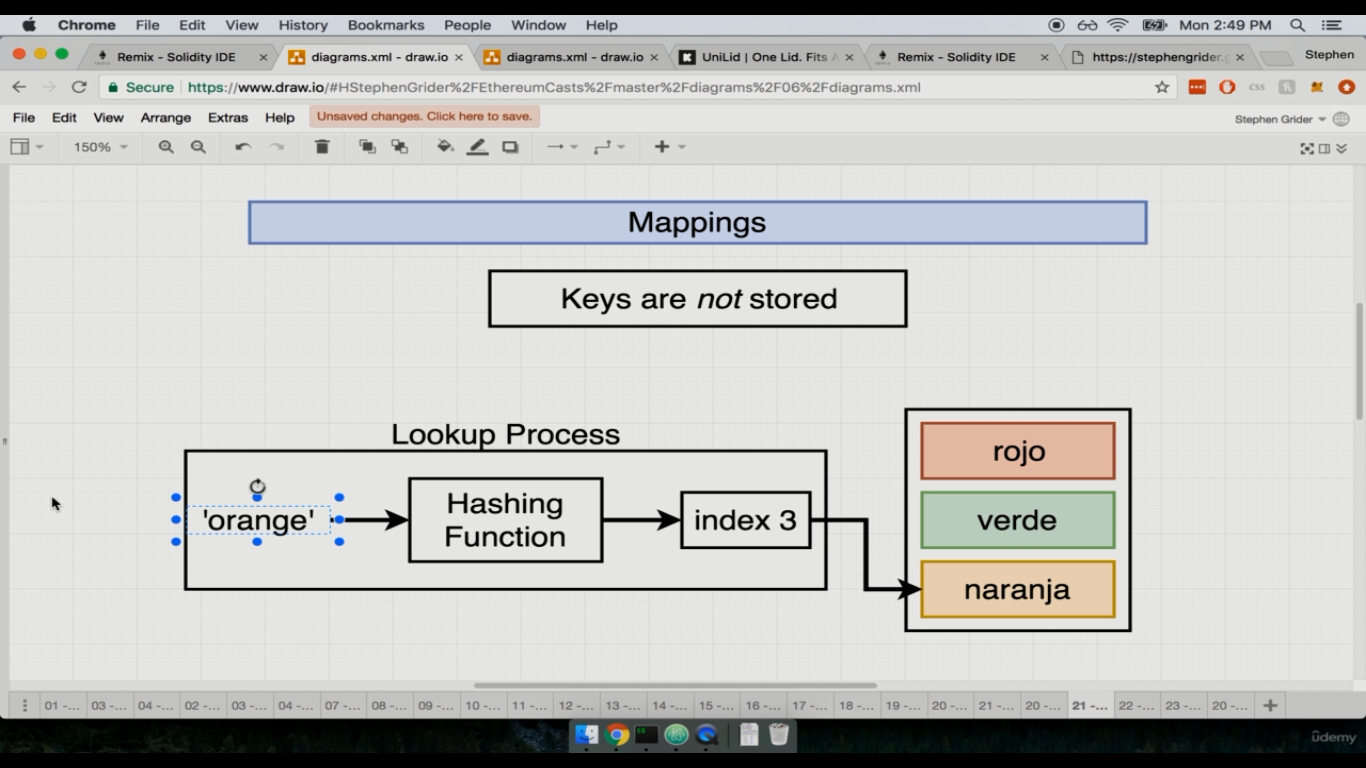 Chrome File Edit View History Bookmarks People Window Help Mon 2:49 PM
Remix - Solidity IDE diagrams.xml - draw.io diagrams.xml - draw.io UniLid | One Lid. Fits Remix - Solidity IDE https://stephengrider. Stephen
Secure https://www.draw.io/#HStephenGrider%2FEthereumCasts%2Fmaster%2Fdiagrams%2F06%2Fdiagrams.xml CSS
File Edit View Arrange Extras Help Unsaved changes. Click here to save. Stephen Grider
150%
Mappings
Keys are not stored
Lookup Process
'orange'
Hashing
Function
index 3
rojo
verde
naranja
01 -... 03 -... 04 -... 02 -... 03 -... 04 -... 07 -... 08 -... 09 -... 10 -... 11 -... 12 -... 13 -... 14 -... 15 -... 16 -... 17 -... 18 -... 19 -... 20 -... 21 -... 20 -... 21 -... 22 -... 23 -... 20 -...
ûdemy